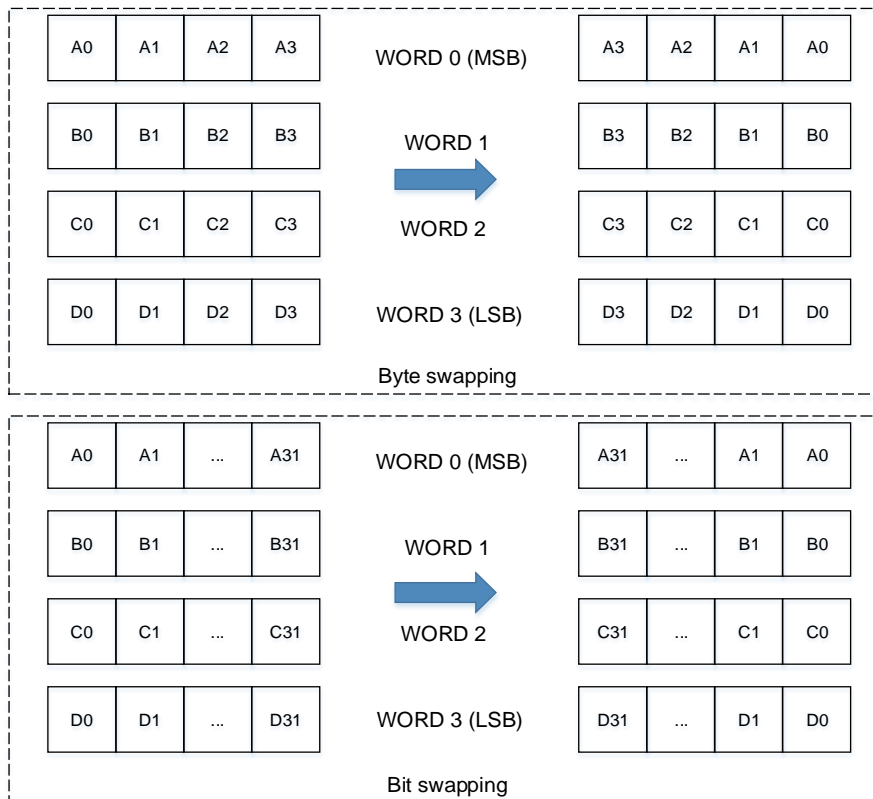 A0 A1 A2 A3 WORD 0 (MSB) A3 A2 A1 A0
B0 B1 B2 B3 WORD 1 B3 B2 B1 B0
C0 C1 C2 C3 WORD 2 C3 C2 C1 C0
D0 D1 D2 D3 WORD 3 (LSB) D3 D2 D1 D0
Byte swapping
A0 A1 ... A31 WORD 0 (MSB) A31 ... A1 A0
B0 B1 ... B31 WORD 1 B31 ... B1 B0
C0 C1 ... C31 WORD 2 C31 ... C1 C0
D0 D1 ... D31 WORD 3 (LSB) D31 ... D1 D0
Bit swapping